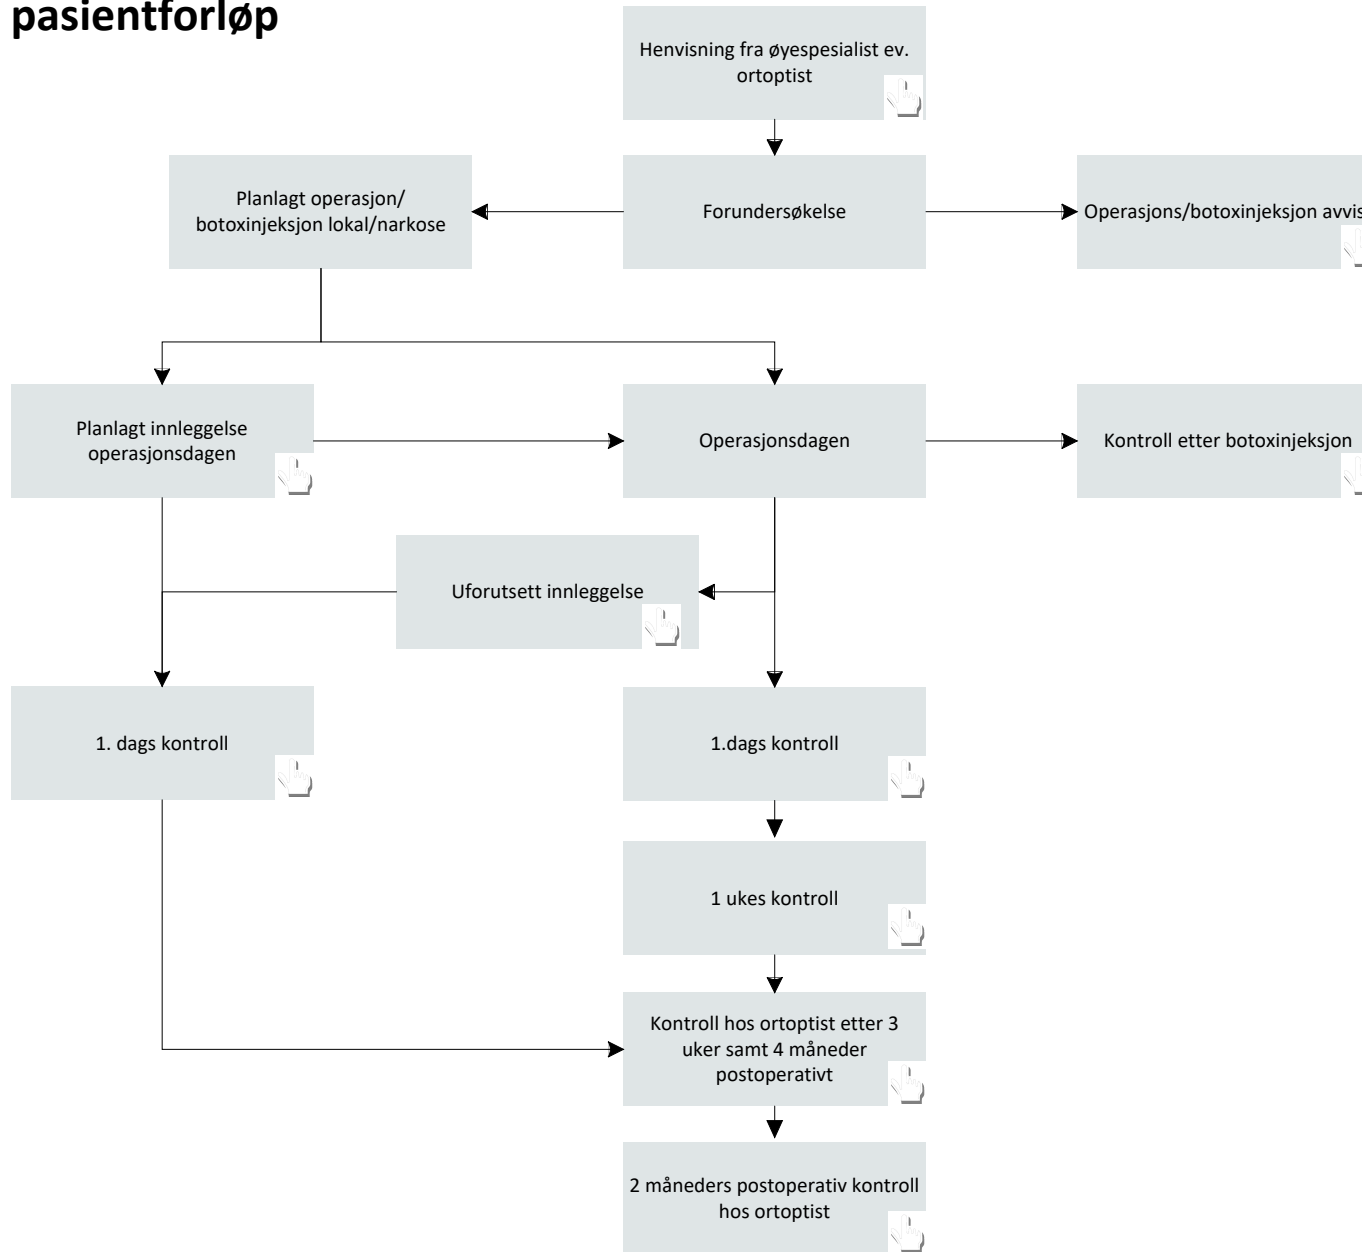 pasientforløp
Henvisning fra øyespesialist ev.
ortoptist
Planlagt operasjon/
botoxinjeksjon lokal/narkose
Forundersøkelse
Operasjons/botoxinjeksjon avvis
Planlagt innleggelse
operasjonsdagen
Operasjonsdagen
Kontroll etter botoxinjeksjon
Uforutsett innleggelse
1. dags kontroll
1.dags kontroll
1 ukes kontroll
Kontroll hos ortoptist etter 3
uker samt 4 måneder
postoperativt
2 måneders postoperativ kontroll
hos ortoptist